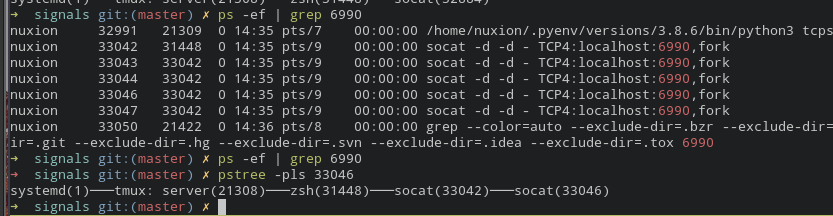 systemd(1)───tmux: server(21308)───zsh(31448)───socat(32864)
→  signals git:(master) ✗ ps -ef | grep 6990
nuxion     32991   21309  0 14:35 pts/7    00:00:00 /home/nuxion/.pyenv/versions/3.8.6/bin/python3 tcps
nuxion     33042   31448  0 14:35 pts/9    00:00:00 socat -d -d - TCP4:localhost:6990,fork
nuxion     33043   33042  0 14:35 pts/9    00:00:00 socat -d -d - TCP4:localhost:6990,fork
nuxion     33044   33042  0 14:35 pts/9    00:00:00 socat -d -d - TCP4:localhost:6990,fork
nuxion     33046   33042  0 14:35 pts/9    00:00:00 socat -d -d - TCP4:localhost:6990,fork
nuxion     33047   33042  0 14:35 pts/9    00:00:00 socat -d -d - TCP4:localhost:6990,fork
nuxion     33050   21422  0 14:36 pts/8    00:00:00 grep --color=auto --exclude-dir=.bzr --exclude-dir=
ir=.git --exclude-dir=.hg --exclude-dir=.svn --exclude-dir=.idea --exclude-dir=.tox 6990
→  signals git:(master) ✗ ps -ef | grep 6990
→  signals git:(master) ✗ pstree -pls 33046
systemd(1)───tmux: server(21308)───zsh(31448)───socat(33042)───socat(33046)
→  signals git:(master) ✗